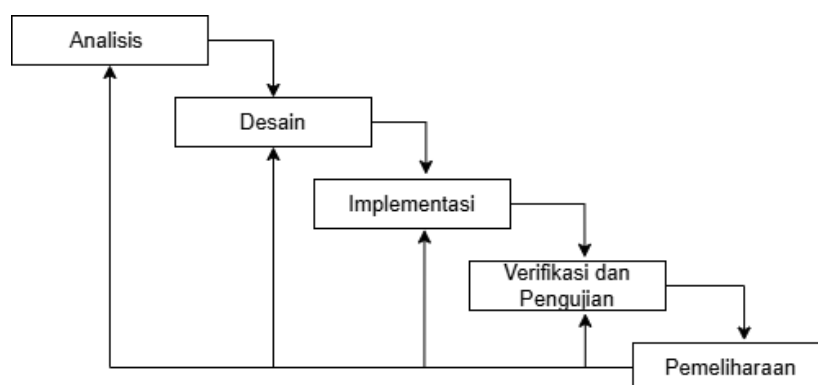 Analisis
Desain
Implementasi
Verifikasi dan
Pengujian
Pemeliharaan